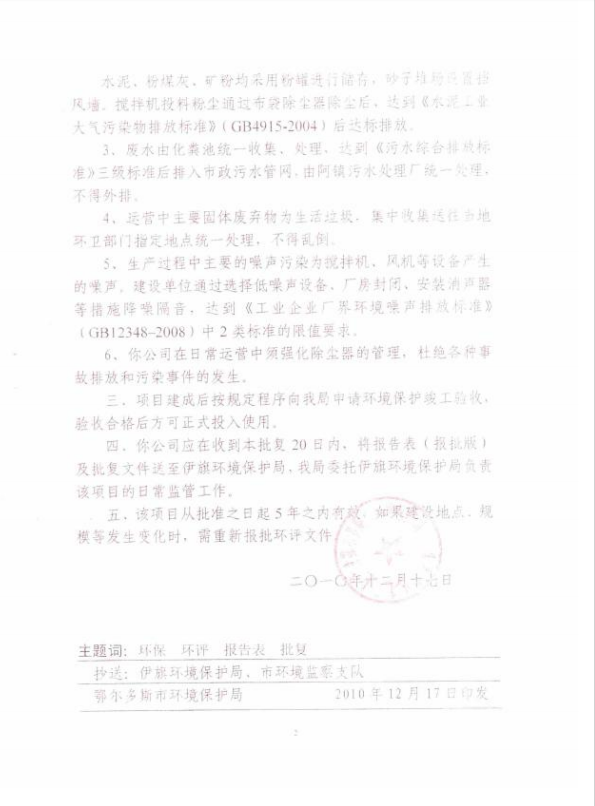 水泥、粉煤灰、矿粉均采用粉罐进行储存，砂子堆场设置挡
风墙。搅拌机投料粉尘通过布袋除尘器除尘后，达到《水泥工业
大气污染物排放标准》（GB4915-2004）后达标排放。
3、废水由化粪池统一收集、处理，达到《污水综合排放标
准》三级标准后排入市政污水管网，由阿镇污水处理厂统一处理，
不得外排。
4、运营中主要固体废弃物为生活垃圾，集中收集送往当地
环卫部门指定地点统一处理，不得乱倒。
5、生产过程中主要的噪声污染为搅拌机、风机等设备产生
的噪声。建设单位通过选择低噪声设备、厂房封闭、安装消声器
等措施降噪隔音，达到《工业企业厂界环境噪声排放标准》
（GB12348—2008）中2类标准的限值要求。
6、你公司在日常运营中须强化除尘器的管理，杜绝各种事
故排放和污染事件的发生。
三、项目建成后按规定程序向我局申请环境保护竣工验收，
验收合格后方可正式投入使用。
四、你公司应在收到本批复20日内，将报告表（报批版）
及批复文件送至伊旗环境保护局，我局委托伊旗环境保护局负责
该项目的日常监管工作。
五、该项目从批准之日起5年之内有效，如果建设地点、规
模等发生变化时，需重新报批环评文件。
二〇一〇年十二月十七日
主题词：环保 环评 报告表 批复
抄送：伊旗环境保护局、市环境监察支队
鄂尔多斯市环境保护局 2010年12月17日印发
2